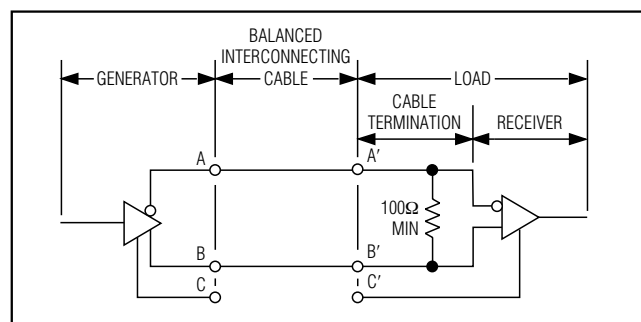 BALANCED
INTERCONNECTING
GENERATOR
CABLE
LOAD
CABLE
TERMINATION
RECEIVER
A
A′
100Ω
MIN
B
B′
C
C′